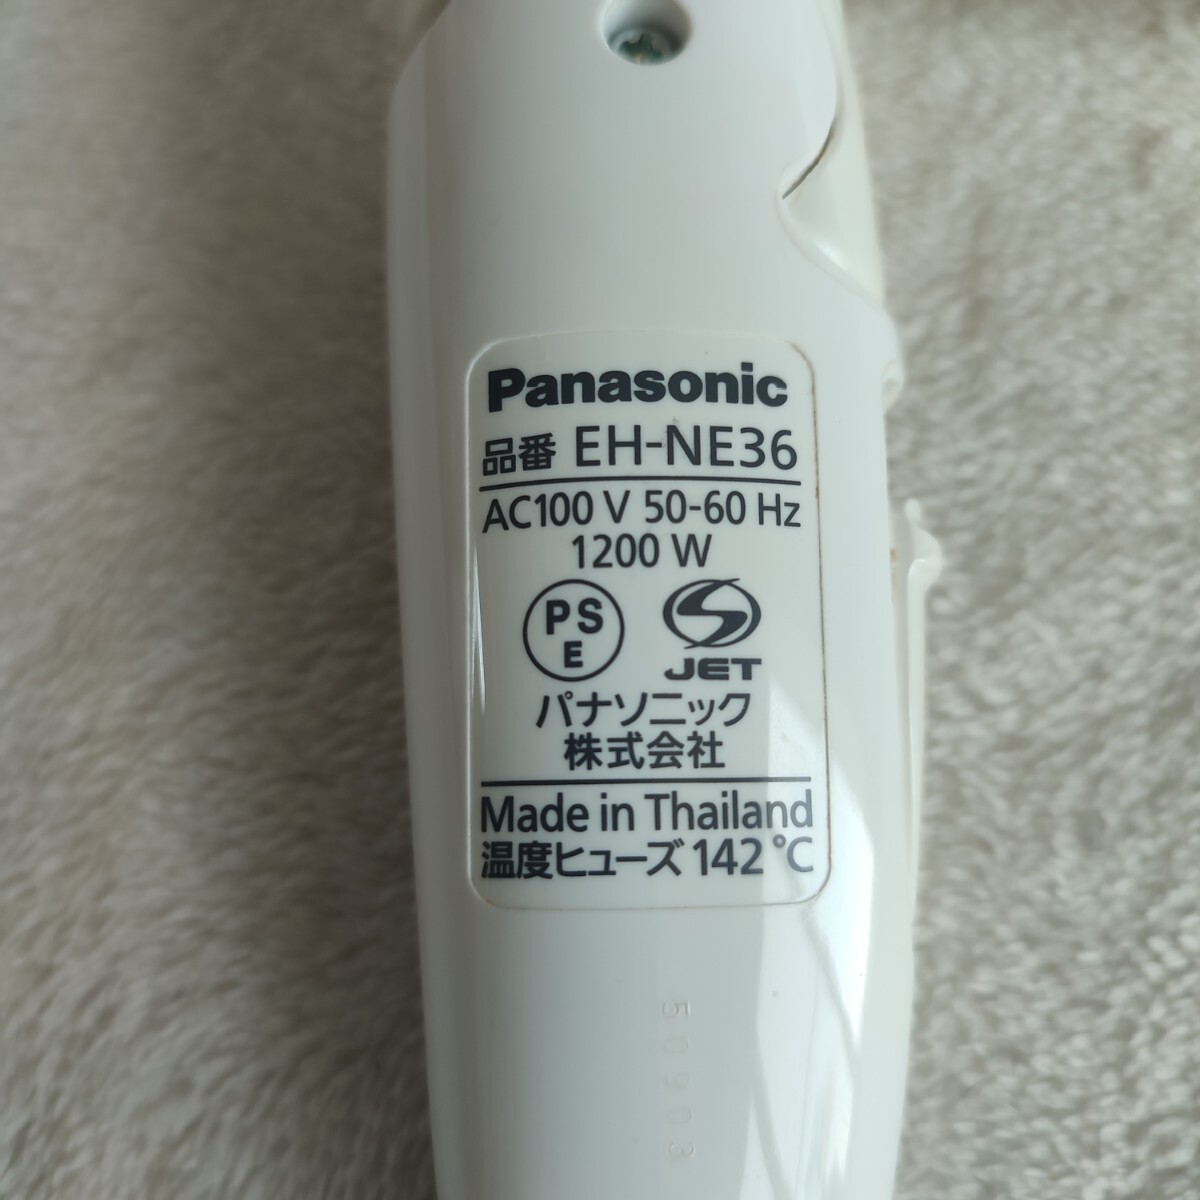 Panasonic
品番 EH-NE36
AC100 V 50-60 Hz
1200 W
PS
E
JET
パナソニック
株式会社
Made in Thailand
温度ヒューズ 142 ℃
50903